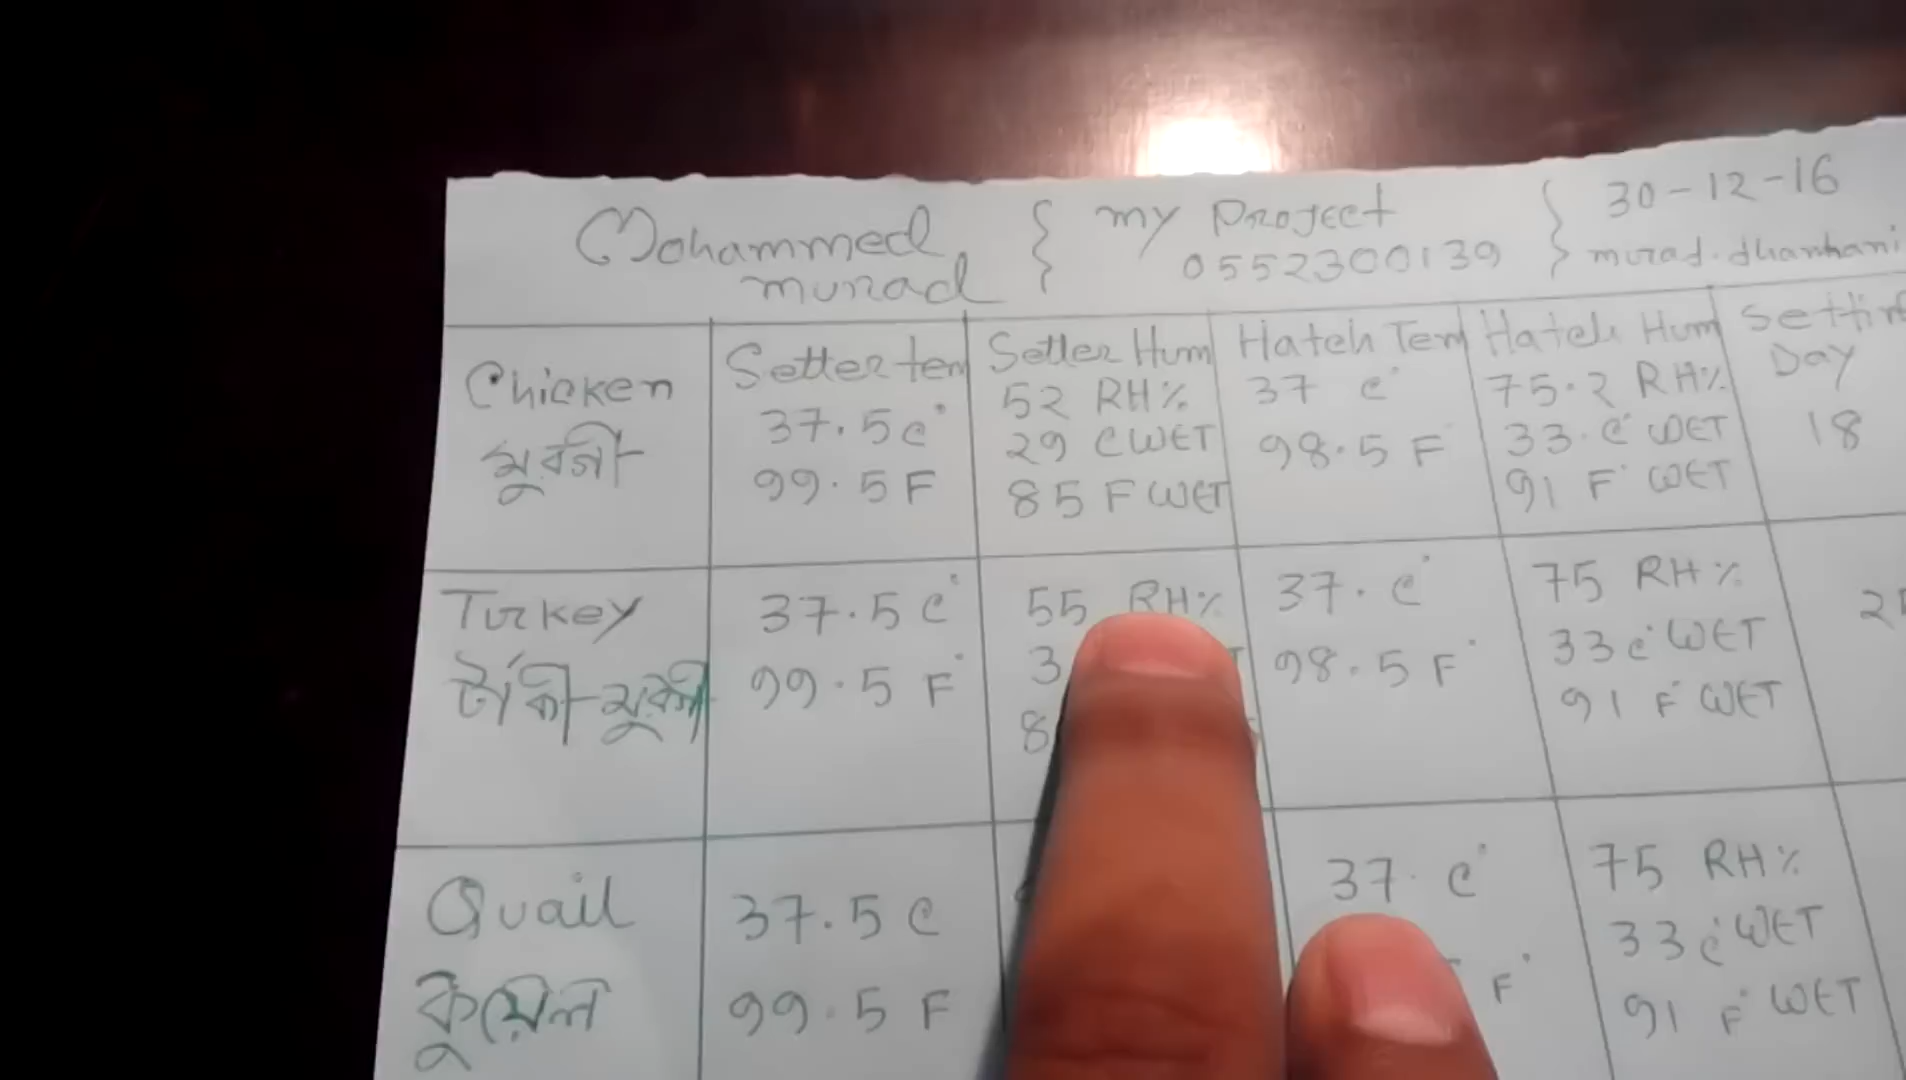 Mohammed murad } my Project 0552300139 } 30-12-16 murad.dhanhani
Chicken
মুরগী
Setter tem
37.5 c°
99.5 F
Setter Hum
52 RH%
29 C WET
85 F WET
Hatch Tem
37 c°
98.5 F°
Hatch Hum
75.2 RH%
33.c° WET
91 F° WET
Day
18
Turkey
টার্কী মুরগী
37.5 c°
99.5 F°
55 RH%
37. c°
98.5 F°
75 RH%
33 c° WET
91 F° WET
Quail
কুয়েল
37.5 c
99.5 F
37 c°
F°
75 RH%
33 c° WET
91 F° WET